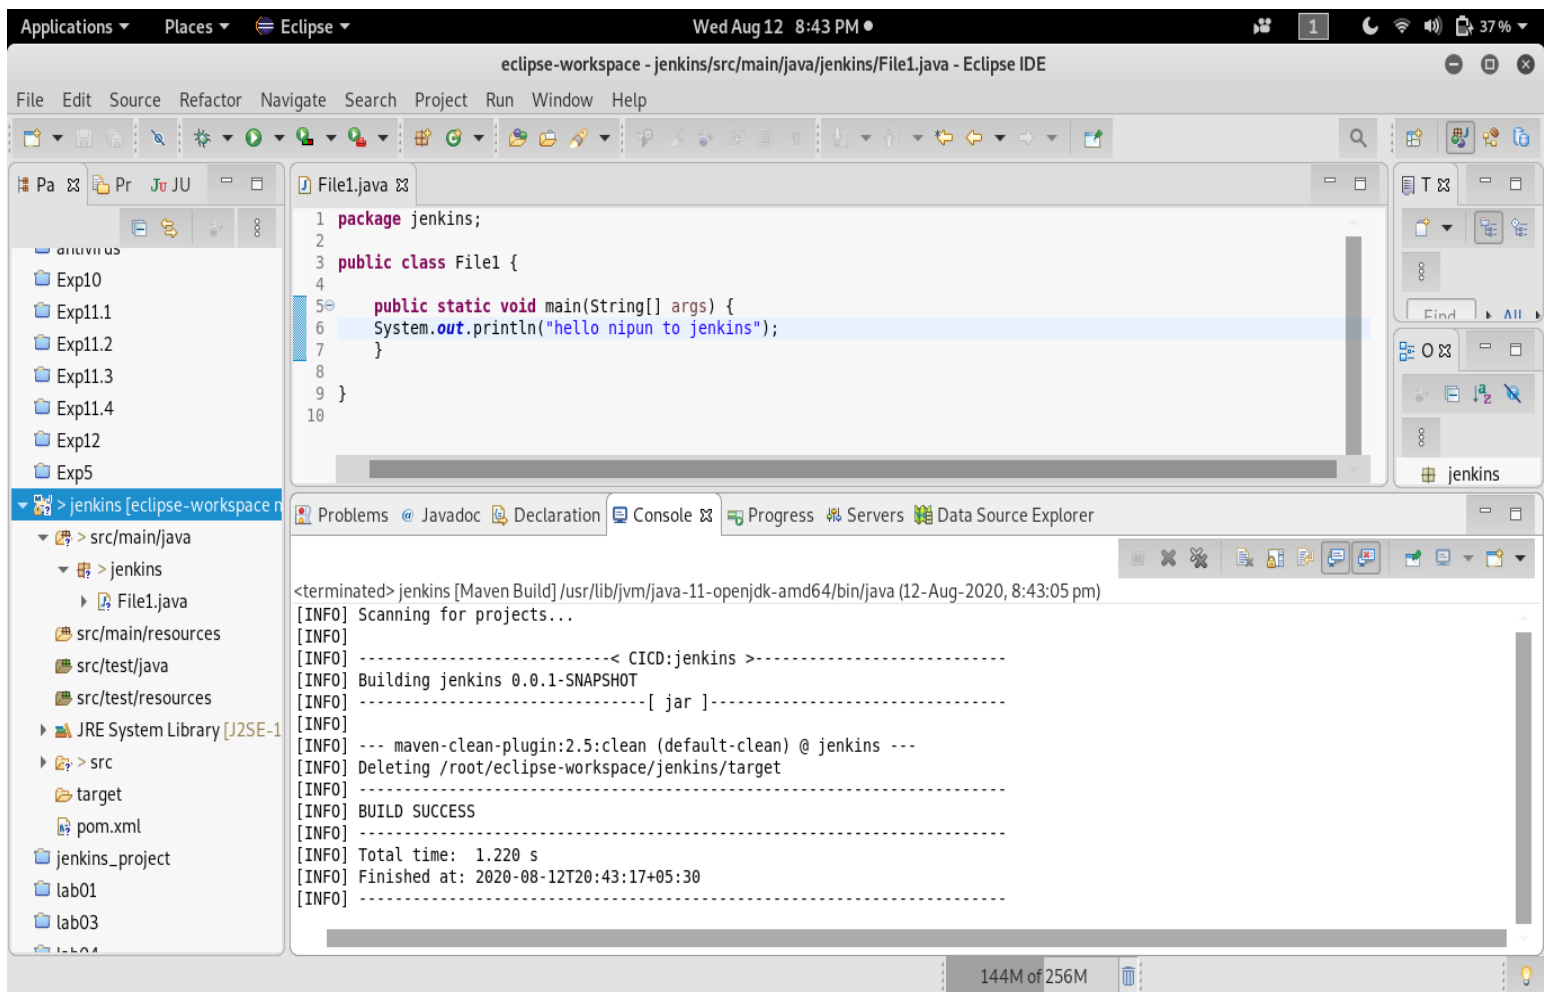 Applications Places Eclipse Wed Aug 12 8:43 PM 1 37 %
eclipse-workspace - jenkins/src/main/java/jenkins/File1.java - Eclipse IDE
File Edit Source Refactor Navigate Search Project Run Window Help
Pa Pr Ju JU
antivirus
Exp10
Exp11.1
Exp11.2
Exp11.3
Exp11.4
Exp12
Exp5
> jenkins [eclipse-workspace
> src/main/java
> jenkins
File1.java
src/main/resources
src/test/java
src/test/resources
JRE System Library [J2SE-1
> src
target
pom.xml
jenkins_project
lab01
lab03
lab04
File1.java
1 package jenkins;
2
3 public class File1 {
4
5 public static void main(String[] args) {
6 System.out.println("hello nipun to jenkins");
7 }
8
9 }
10
T
Find All
O
jenkins
Problems @ Javadoc Declaration Console Progress Servers Data Source Explorer
<terminated> jenkins [Maven Build] /usr/lib/jvm/java-11-openjdk-amd64/bin/java (12-Aug-2020, 8:43:05 pm)
[INFO] Scanning for projects...
[INFO]
[INFO] ----------------------------< CICD:jenkins >----------------------------
[INFO] Building jenkins 0.0.1-SNAPSHOT
[INFO] --------------------------------[ jar ]---------------------------------
[INFO]
[INFO] --- maven-clean-plugin:2.5:clean (default-clean) @ jenkins ---
[INFO] Deleting /root/eclipse-workspace/jenkins/target
[INFO] ------------------------------------------------------------------------
[INFO] BUILD SUCCESS
[INFO] ------------------------------------------------------------------------
[INFO] Total time:  1.220 s
[INFO] Finished at: 2020-08-12T20:43:17+05:30
[INFO] ------------------------------------------------------------------------
144M of 256M